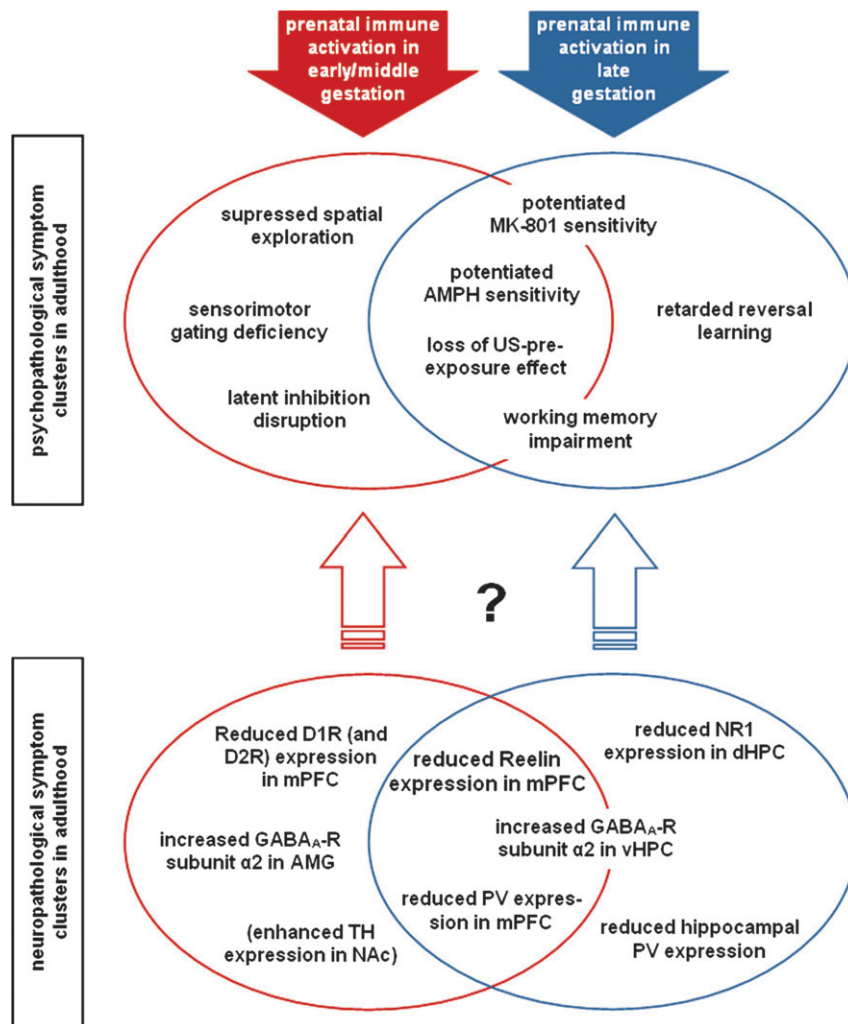 prenatal immune
activation in
early/middle
gestation
prenatal immune
activation in
late
gestation
psychopathological symptom
clusters in adulthood
supressed spatial
exploration
sensorimotor
gating deficiency
latent inhibition
disruption
potentiated
MK-801 sensitivity
potentiated
AMPH sensitivity
loss of US-pre-
exposure effect
working memory
impairment
retarded reversal
learning
?
neuropathological symptom
clusters in adulthood
Reduced D1R (and
D2R) expression
in mPFC
increased GABAA-R
subunit α2 in AMG
(enhanced TH
expression in NAc)
reduced Reelin
expression in mPFC
increased GABAA-R
subunit α2 in vHPC
reduced PV expres-
sion in mPFC
reduced NR1
expression in dHPC
reduced hippocampal
PV expression